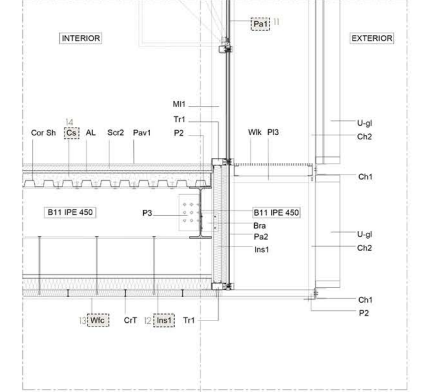 Pa1 11
INTERIOR
EXTERIOR
Ml1
Tr1
P2
14
Cor Sh Cs AL Scr2 Pav1
Wlk Pl3
U-gl
Ch2
Ch1
B11 IPE 450
P3
B11 IPE 450
Bra
Pa2
Ins1
U-gl
Ch2
Ch1
P2
13 Wfc CrT 12 Ins1 Tr1